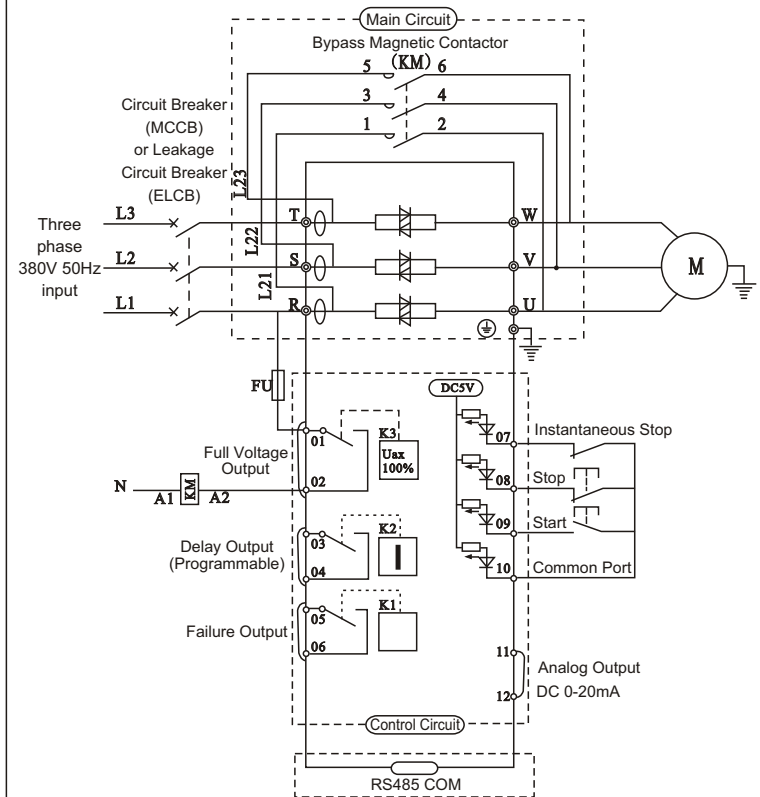 Main Circuit
Bypass Magnetic Contactor
(KM)
5 6
3 4
1 2
Circuit Breaker
(MCCB)
or Leakage
Circuit Breaker
(ELCB)
L23
L22
L21
Three
phase
380V 50Hz
input
L3
L2
L1
T
S
R
W
V
U
M
FU
DC5V
01
02
K3
Uax
100%
Full Voltage
Output
N
A1
KM
A2
03
04
K2
Delay Output
(Programmable)
05
06
K1
Failure Output
07
Instantaneous Stop
08
Stop
09
Start
10
Common Port
11
12
Analog Output
DC 0-20mA
Control Circuit
RS485 COM